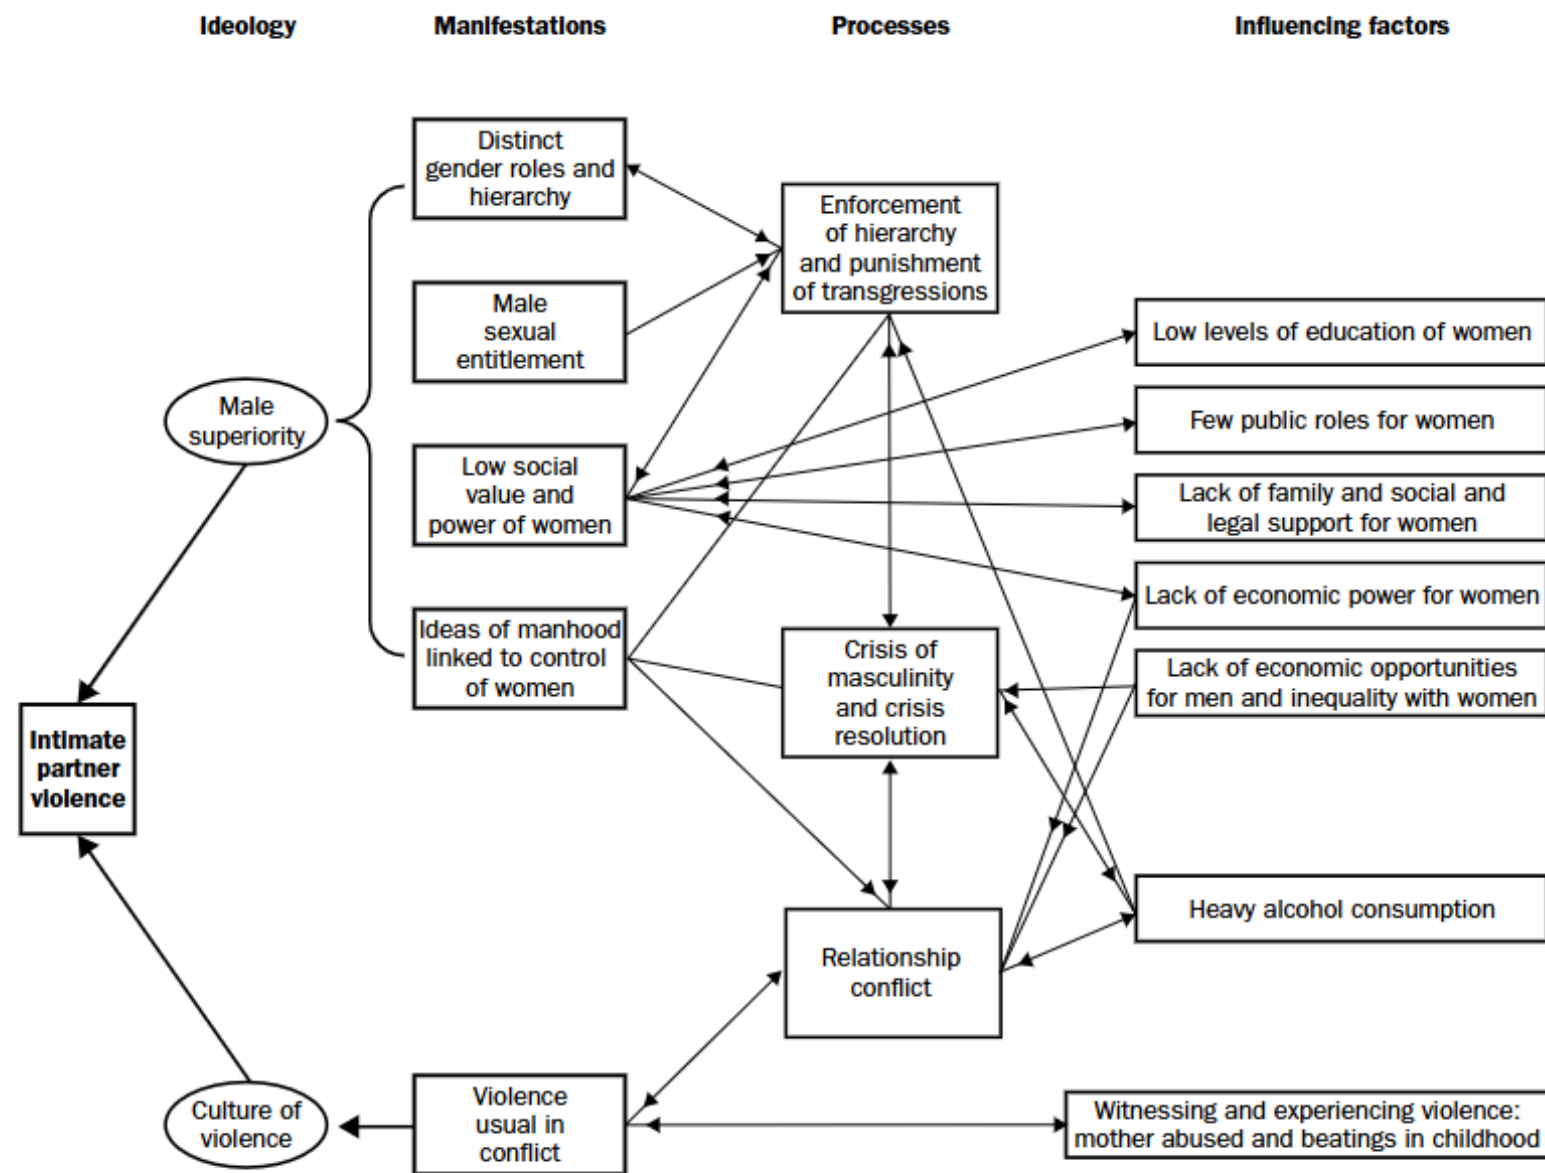 Ideology
Manifestations
Processes
Influencing factors
Distinct
gender roles and
hierarchy
Male
sexual
entitlement
Low social
value and
power of women
Ideas of manhood
linked to control
of women
Violence
usual in
conflict
Male
superiority
Culture of
violence
Intimate
partner
violence
Enforcement
of hierarchy
and punishment
of transgressions
Crisis of
masculinity
and crisis
resolution
Relationship
conflict
Low levels of education of women
Few public roles for women
Lack of family and social and
legal support for women
Lack of economic power for women
Lack of economic opportunities
for men and inequality with women
Heavy alcohol consumption
Witnessing and experiencing violence:
mother abused and beatings in childhood